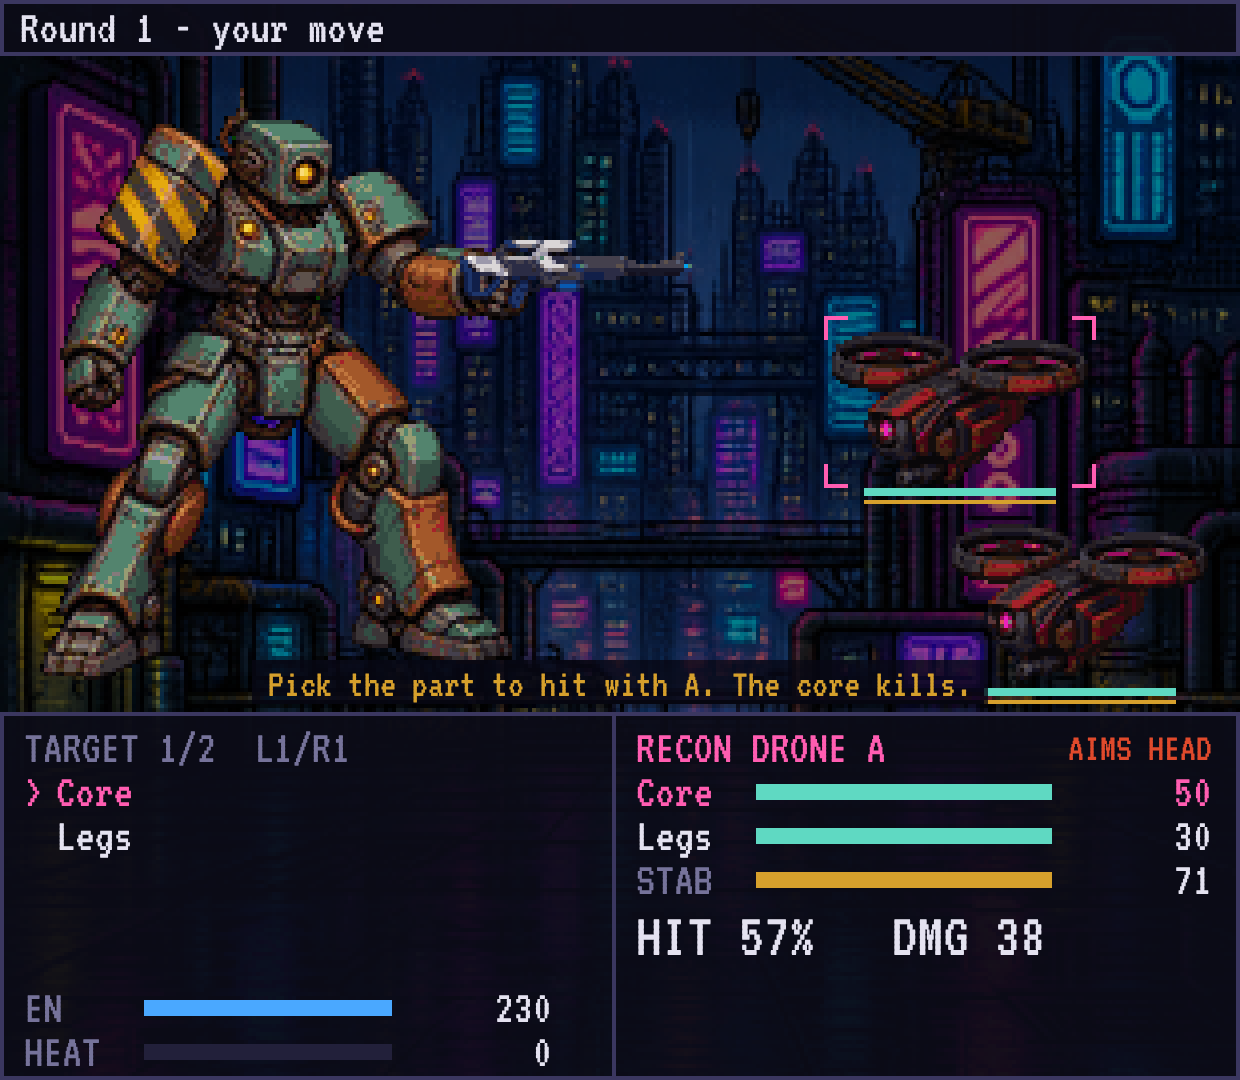 Round 1 - your move
Pick the part to hit with A. The core kills.
TARGET 1/2 L1/R1
> Core
Legs
EN 230
HEAT 0
RECON DRONE A AIMS HEAD
Core 50
Legs 30
STAB 71
HIT 57% DMG 38